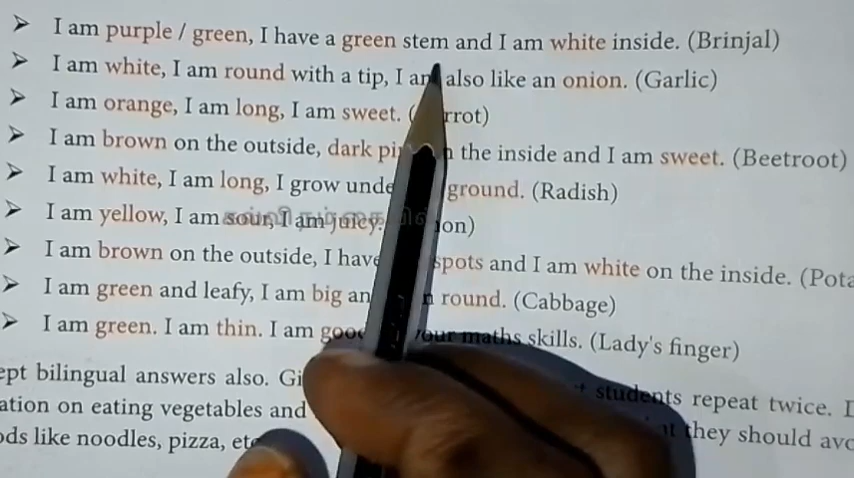 ➤ I am purple / green, I have a green stem and I am white inside. (Brinjal)
➤ I am white, I am round with a tip, I am also like an onion. (Garlic)
➤ I am orange, I am long, I am sweet. ( rrot)
➤ I am brown on the outside, dark pi the inside and I am sweet. (Beetroot)
➤ I am white, I am long, I grow unde ground. (Radish)
➤ I am yellow, I am sour, I am juicy. on)
➤ I am brown on the outside, I have spots and I am white on the inside. (Pota
➤ I am green and leafy, I am big an round. (Cabbage)
➤ I am green. I am thin. I am good your maths skills. (Lady's finger)
ept bilingual answers also. Gi students repeat twice. I
ation on eating vegetables and they should avo
ods like noodles, pizza, etc